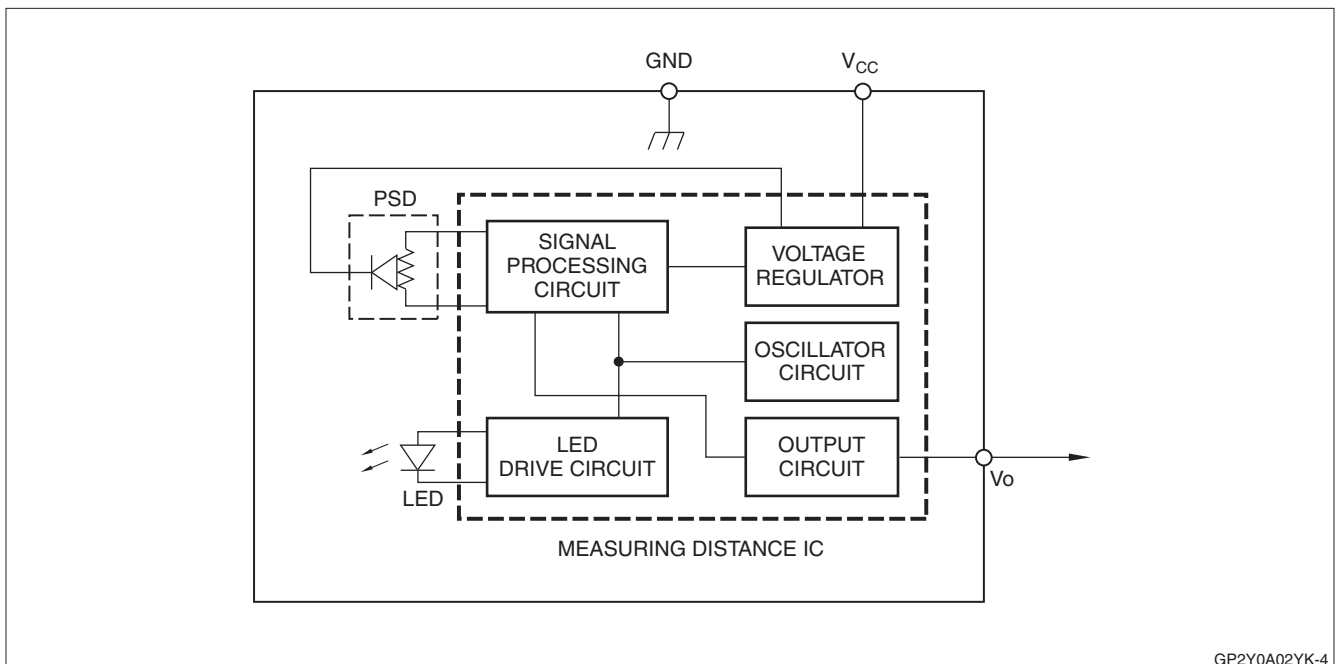 GND
V_CC
PSD
SIGNAL
PROCESSING
CIRCUIT
VOLTAGE
REGULATOR
OSCILLATOR
CIRCUIT
LED
DRIVE CIRCUIT
OUTPUT
CIRCUIT
LED
Vo
MEASURING DISTANCE IC
GP2Y0A02YK-4